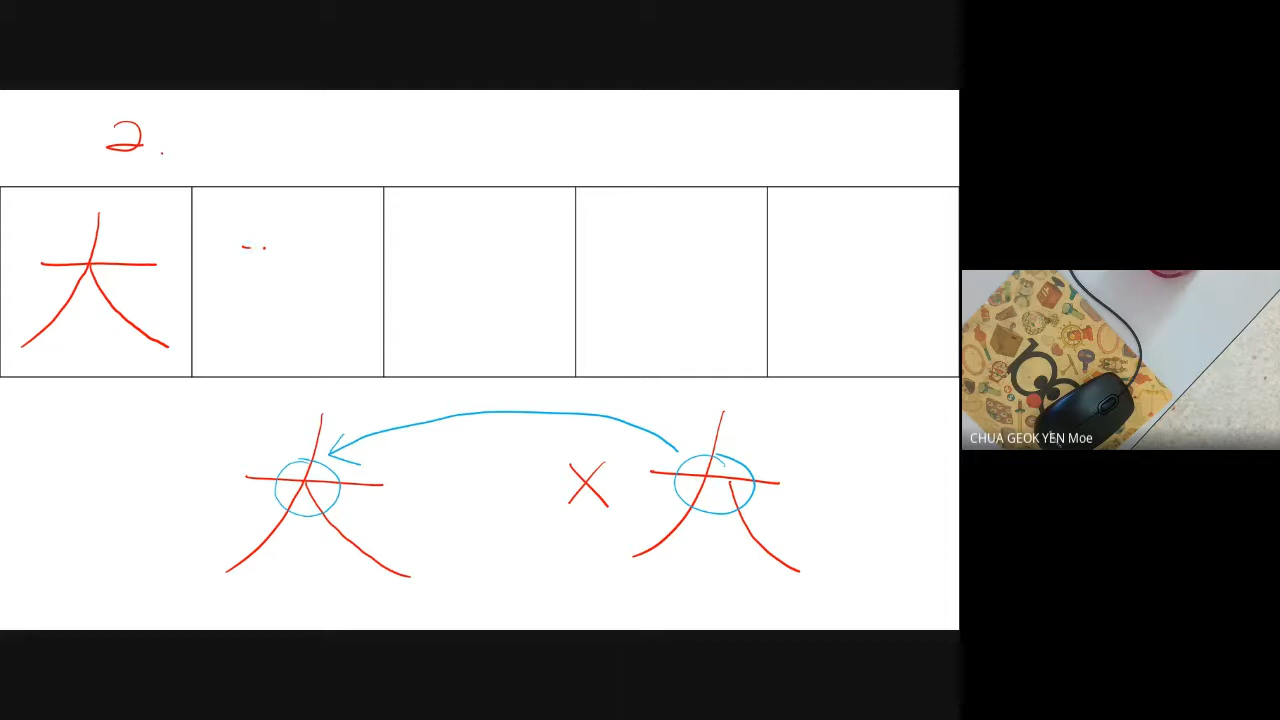 2.
大
大 X 大
CHUA GEOK YEN Moe